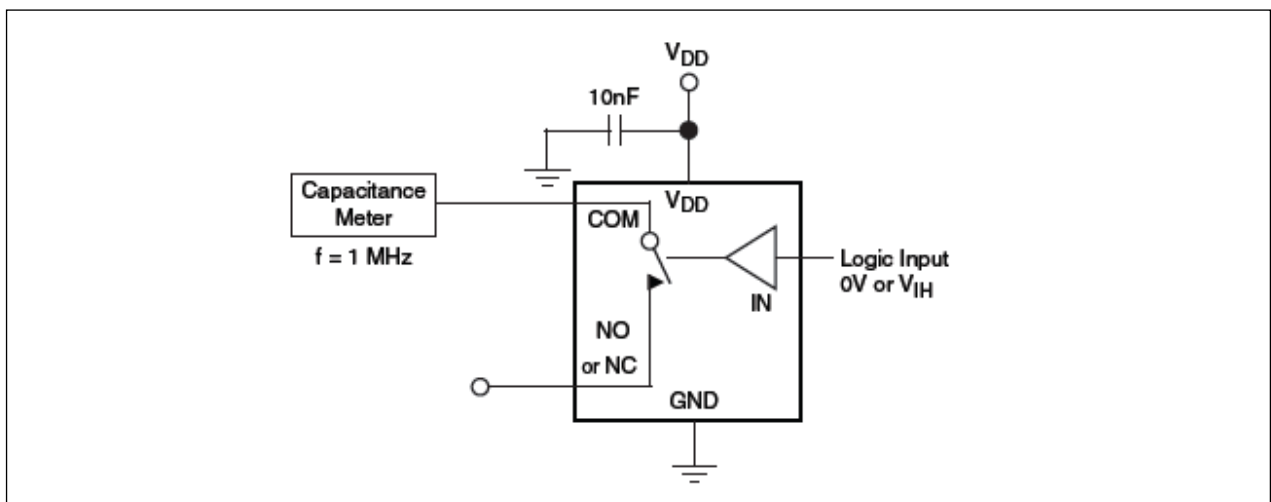 VDD
10nF
Capacitance
Meter
f = 1 MHz
VDD
COM
Logic Input
0V or VIH
IN
NO
or NC
GND